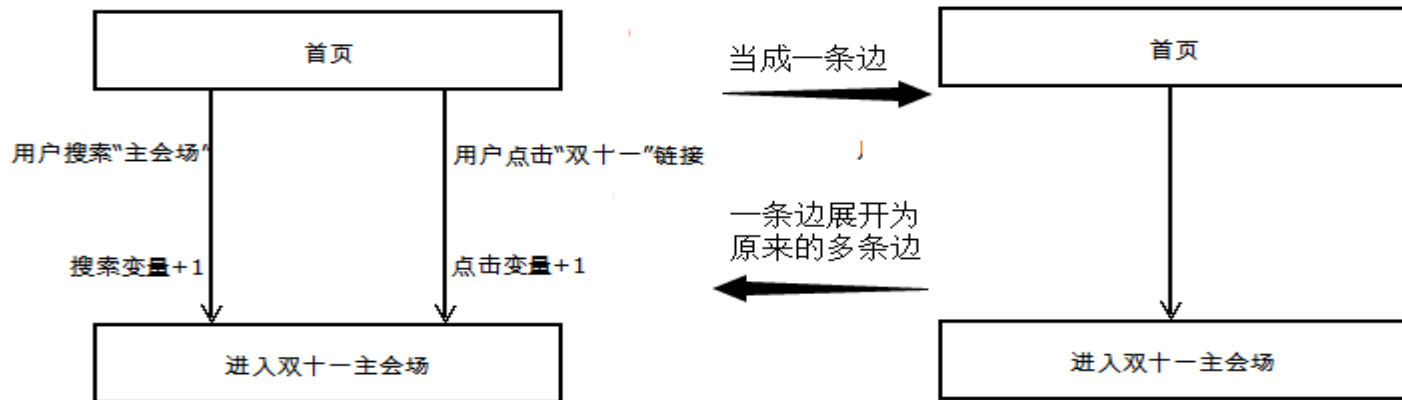 首页
用户搜索“主会场”
用户点击“双十一”链接
搜索变量+1
点击变量+1
进入双十一主会场
当成一条边
一条边展开为
原来的多条边
首页
进入双十一主会场